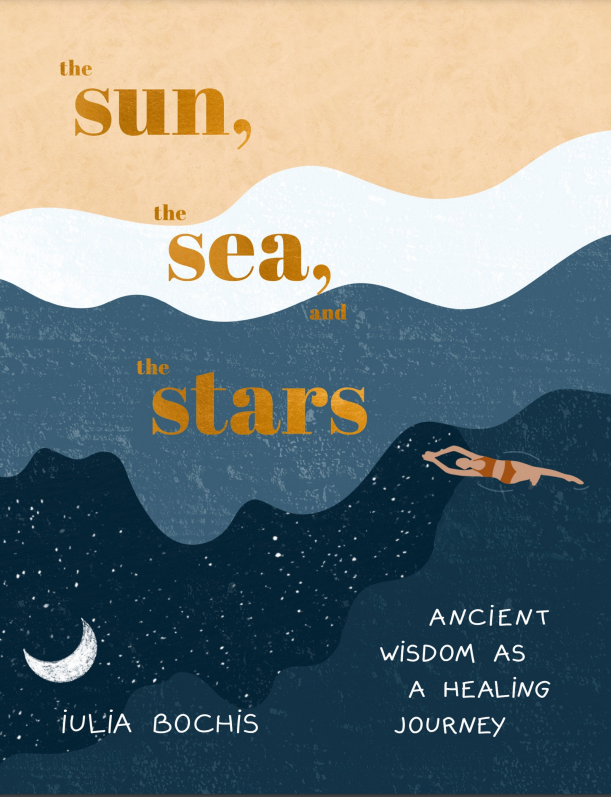 the
sun,
the
sea,
and
the
stars
ANCiENT
WiSDOM AS
A HEALiNG
JOURNEY
iULiA BOCHiS